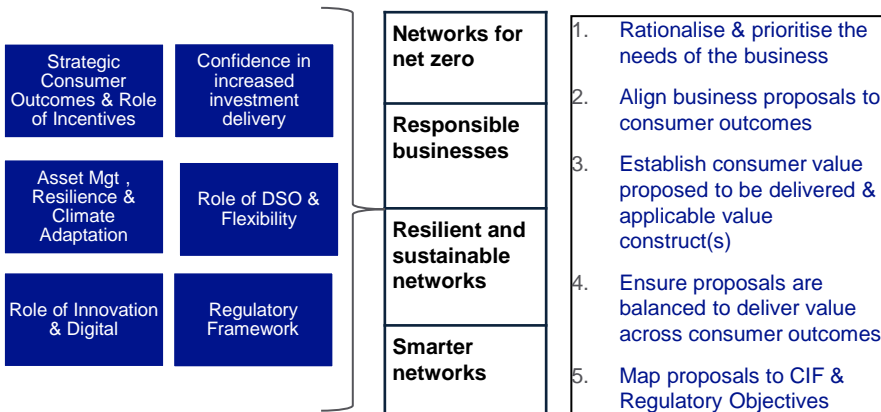 Strategic
Consumer
Outcomes & Role
of Incentives
Confidence in
increased
investment
delivery
Asset Mgt ,
Resilience &
Climate
Adaptation
Role of DSO &
Flexibility
Role of Innovation
& Digital
Regulatory
Framework
Networks for
net zero
Responsible
businesses
Resilient and
sustainable
networks
Smarter
networks
1. Rationalise & prioritise the
needs of the business
2. Align business proposals to
consumer outcomes
3. Establish consumer value
proposed to be delivered &
applicable value
construct(s)
4. Ensure proposals are
balanced to deliver value
across consumer outcomes
5. Map proposals to CIF &
Regulatory Objectives